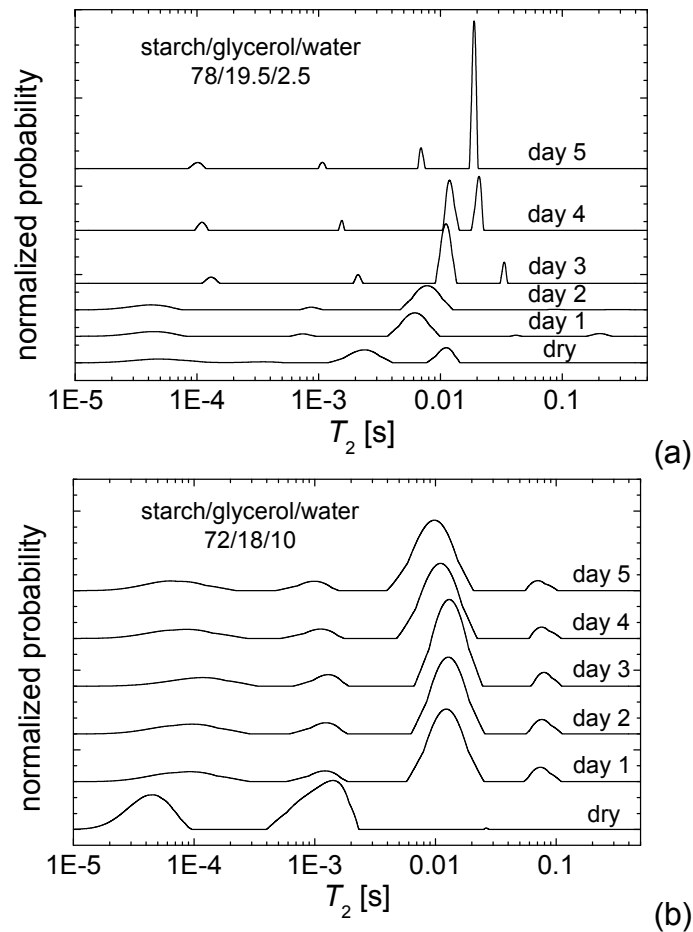 starch/glycerol/water
78/19.5/2.5
normalized probability
day 5
day 4
day 3
day 2
day 1
dry
1E-5 1E-4 1E-3 0.01 0.1
T₂ [s]
(a)
starch/glycerol/water
72/18/10
normalized probability
day 5
day 4
day 3
day 2
day 1
dry
1E-5 1E-4 1E-3 0.01 0.1
T₂ [s]
(b)